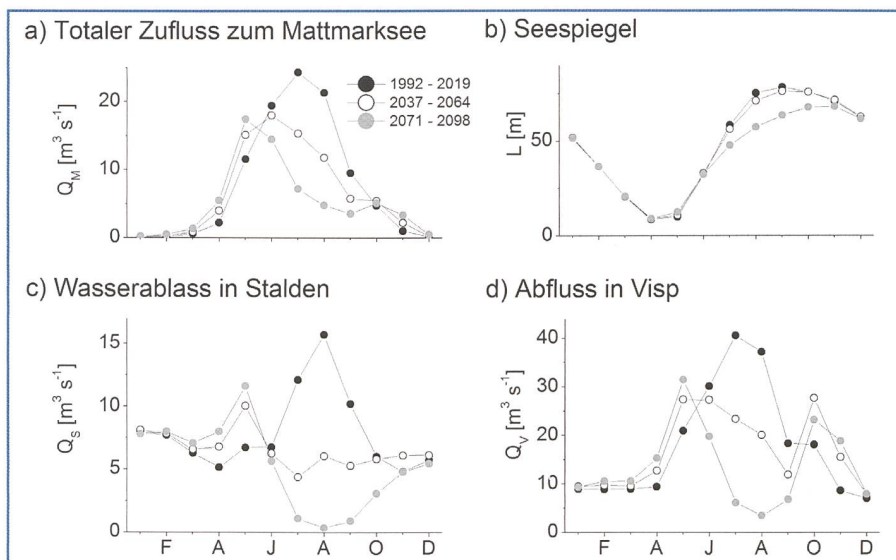 a) Totaler Zufluss zum Mattmarksee
20
10
0
Q_M [m³ s⁻¹]
1992 - 2019
2037 - 2064
2071 - 2098
b) Seespiegel
50
0
L [m]
c) Wasserablass in Stalden
15
10
5
0
Q_S [m³ s⁻¹]
F A J A O D
d) Abfluss in Visp
40
30
20
10
0
Q_V [m³ s⁻¹]
F A J A O D